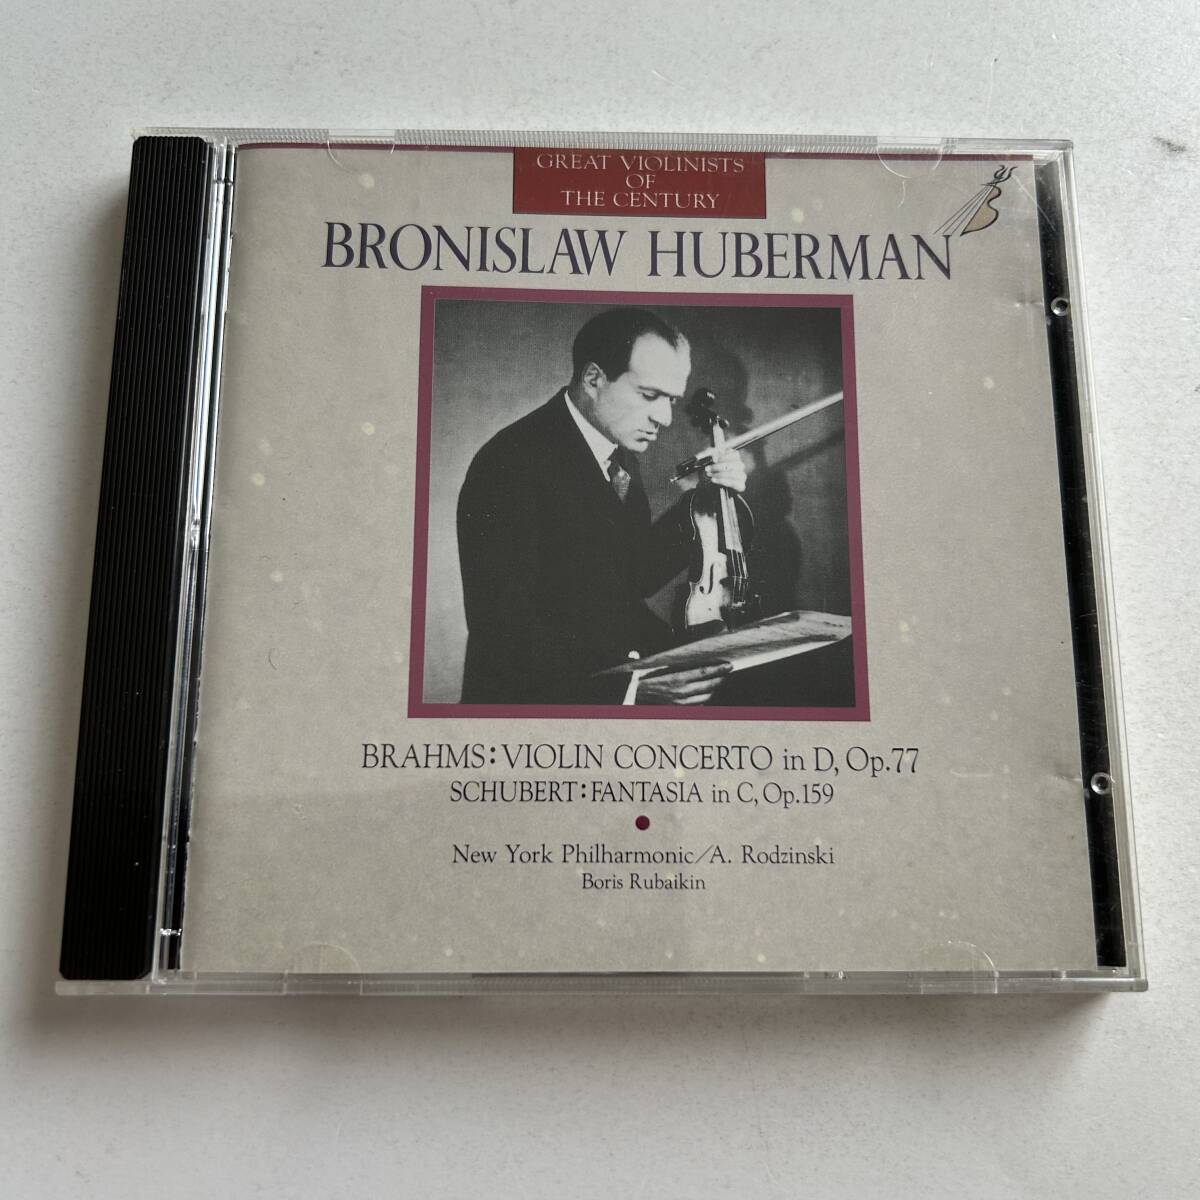 GREAT VIOLINISTS
OF
THE CENTURY
BRONISLAW HUBERMAN
BRAHMS:VIOLIN CONCERTO in D, Op.77
SCHUBERT:FANTASIA in C, Op.159
New York Philharmonic/A. Rodzinski
Boris Rubaikin